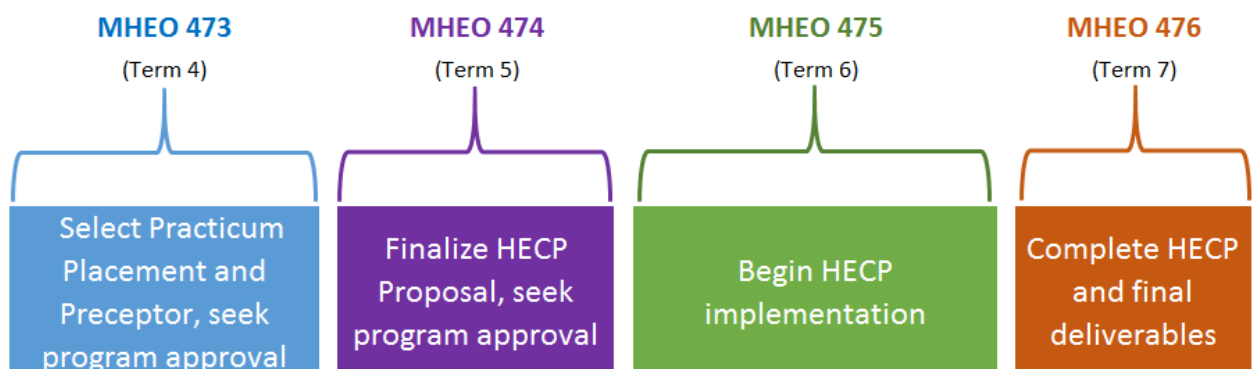 MHEO 473
(Term 4)
Select Practicum
Placement and
Preceptor, seek
program approval
MHEO 474
(Term 5)
Finalize HECP
Proposal, seek
program approval
MHEO 475
(Term 6)
Begin HECP
implementation
MHEO 476
(Term 7)
Complete HECP
and final
deliverables